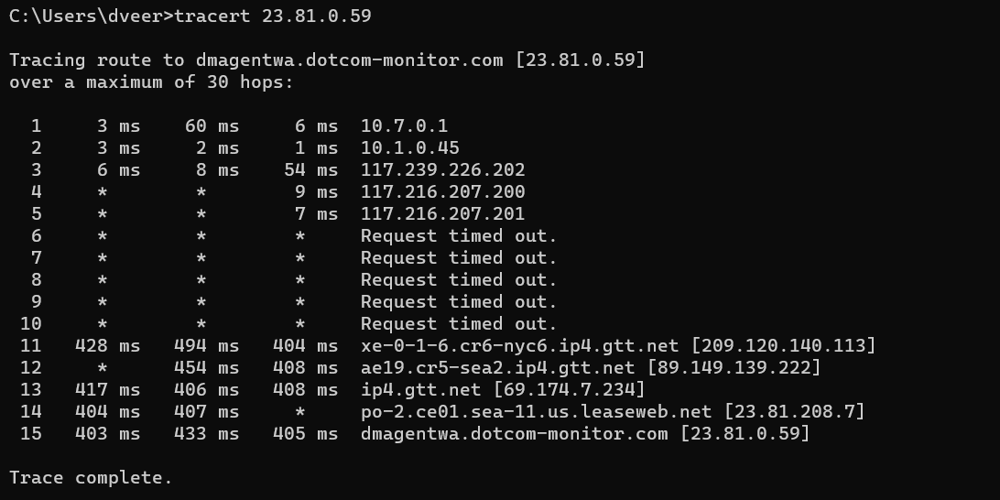 C:\Users\dveer>tracert 23.81.0.59
Tracing route to dmagentwa.dotcom-monitor.com [23.81.0.59]
over a maximum of 30 hops:
  1     3 ms    60 ms     6 ms  10.7.0.1
  2     3 ms     2 ms     1 ms  10.1.0.45
  3     6 ms     8 ms    54 ms  117.239.226.202
  4     *        *        9 ms  117.216.207.200
  5     *        *        7 ms  117.216.207.201
  6     *        *        *     Request timed out.
  7     *        *        *     Request timed out.
  8     *        *        *     Request timed out.
  9     *        *        *     Request timed out.
 10     *        *        *     Request timed out.
 11   428 ms   494 ms   404 ms  xe-0-1-6.cr6-nyc6.ip4.gtt.net [209.120.140.113]
 12     *      454 ms   408 ms  ae19.cr5-sea2.ip4.gtt.net [89.149.139.222]
 13   417 ms   406 ms   408 ms  ip4.gtt.net [69.174.7.234]
 14   404 ms   407 ms     *     po-2.ce01.sea-11.us.leaseweb.net [23.81.208.7]
 15   403 ms   433 ms   405 ms  dmagentwa.dotcom-monitor.com [23.81.0.59]
Trace complete.